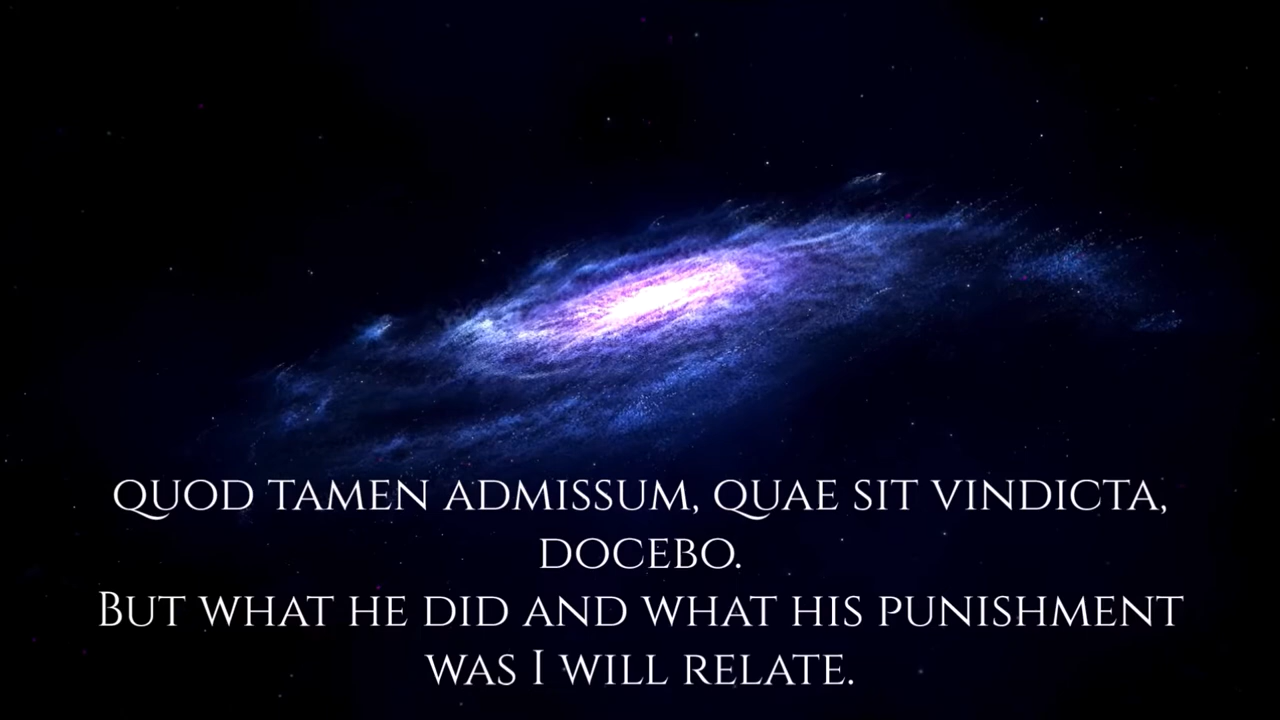 QUOD TAMEN ADMISSUM, QUAE SIT VINDICTA,
DOCEBO.
BUT WHAT HE DID AND WHAT HIS PUNISHMENT
WAS I WILL RELATE.